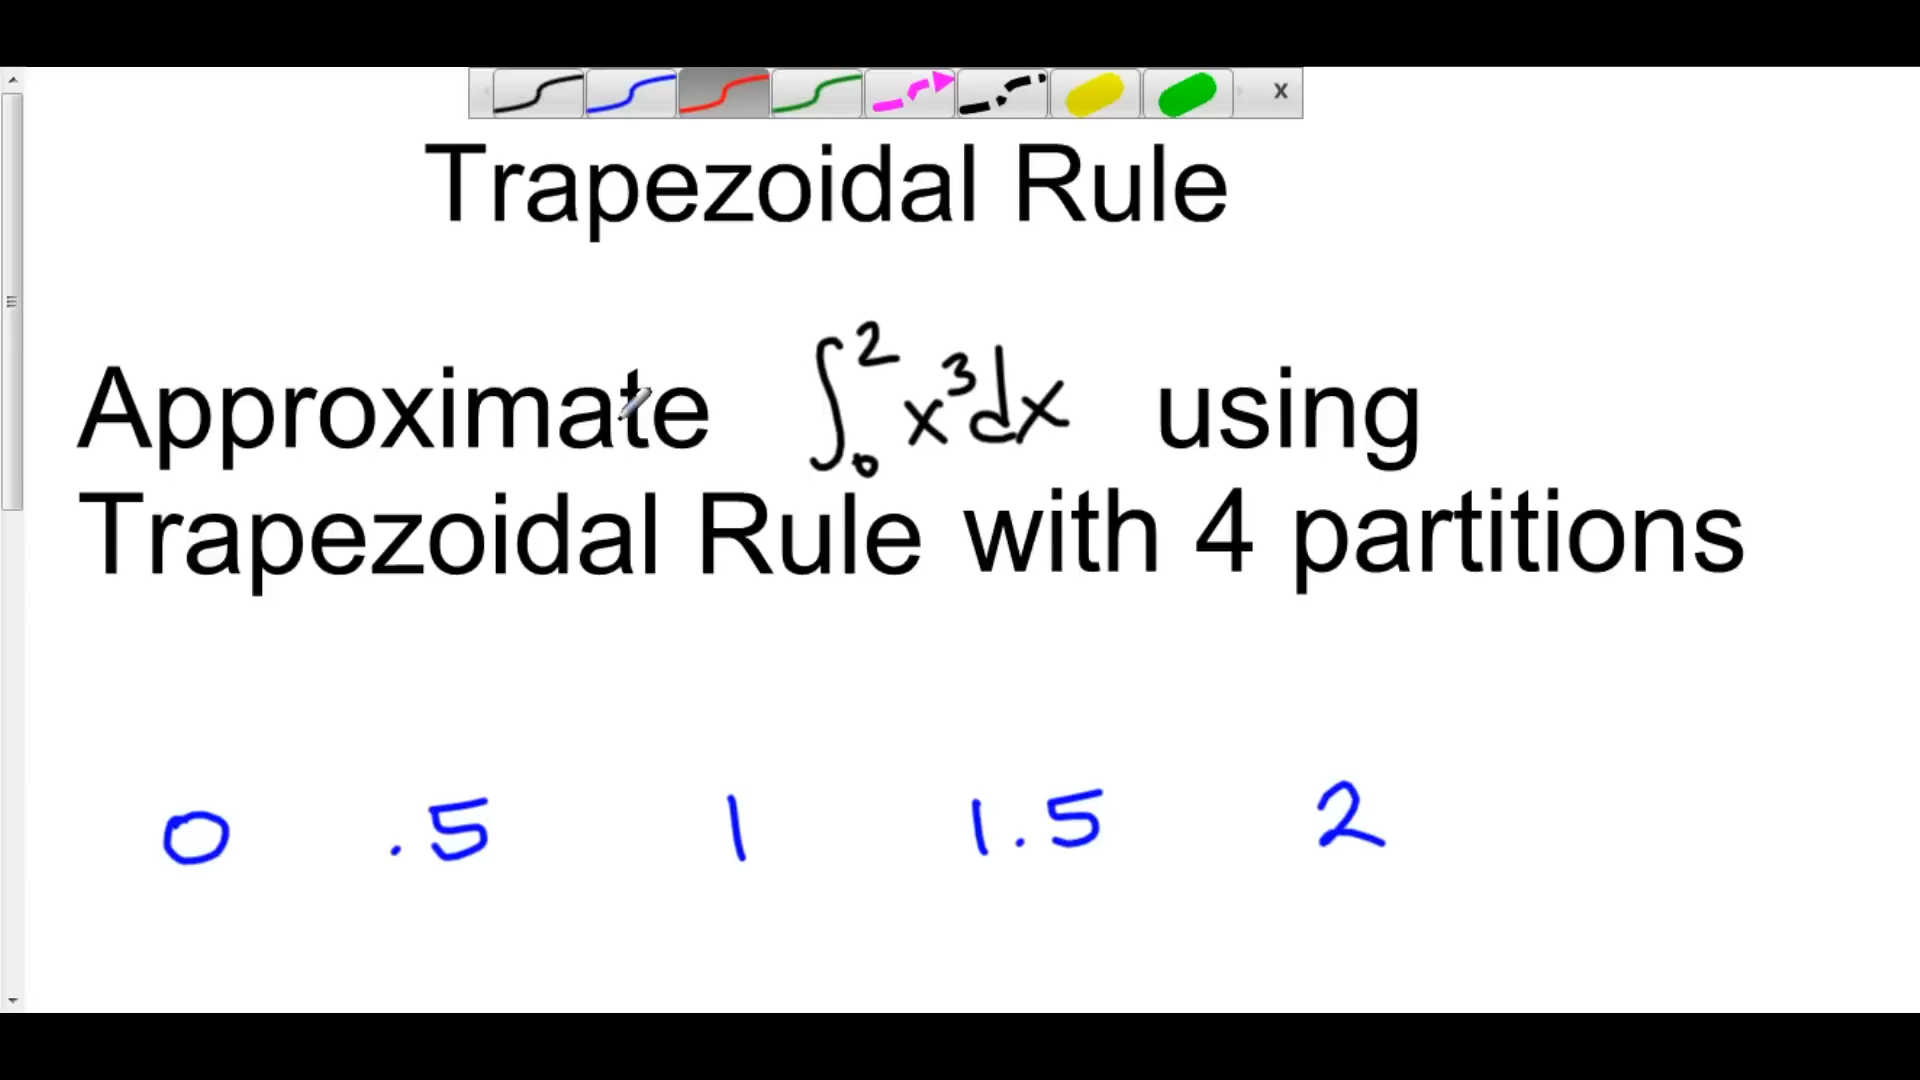 x
Trapezoidal Rule
Approximate ∫₀² x³dx using
Trapezoidal Rule with 4 partitions
0 .5 1 1.5 2